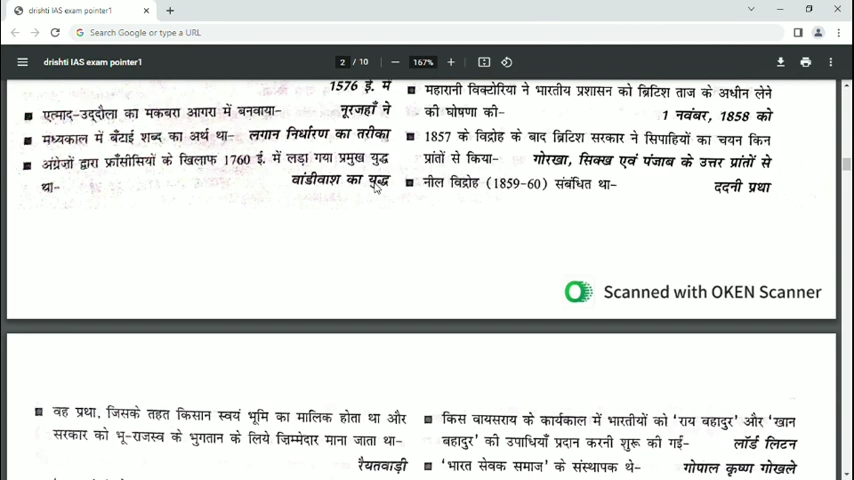 drishti IAS exam pointer1
Search Google or type a URL
drishti IAS exam pointer1
2 / 10
167%
1576 ई. में
एत्माद-उद्दौला का मकबरा आगरा में बनवाया- नूरजहाँ ने
मध्यकाल में बँटाई शब्द का अर्थ था- लगान निर्धारण का तरीका
अंग्रेजों द्वारा फ्राँसीसियों के खिलाफ 1760 ई. में लड़ा गया प्रमुख युद्ध
था- वांडीवाश का युद्ध
महारानी विक्टोरिया ने भारतीय प्रशासन को ब्रिटिश ताज के अधीन लेने
की घोषणा की- 1 नवंबर, 1858 को
1857 के विद्रोह के बाद ब्रिटिश सरकार ने सिपाहियों का चयन किन
प्रांतों से किया- गोरखा, सिक्ख एवं पंजाब के उत्तर प्रांतों से
नील विद्रोह (1859-60) संबंधित था- ददनी प्रथा
Scanned with OKEN Scanner
वह प्रथा, जिसके तहत किसान स्वयं भूमि का मालिक होता था और
सरकार को भू-राजस्व के भुगतान के लिये ज़िम्मेदार माना जाता था-
रैयतवाड़ी
किस वायसराय के कार्यकाल में भारतीयों को 'राय बहादुर' और 'खान
बहादुर' की उपाधियाँ प्रदान करनी शुरू की गई- लॉर्ड लिटन
'भारत सेवक समाज' के संस्थापक थे- गोपाल कृष्ण गोखले